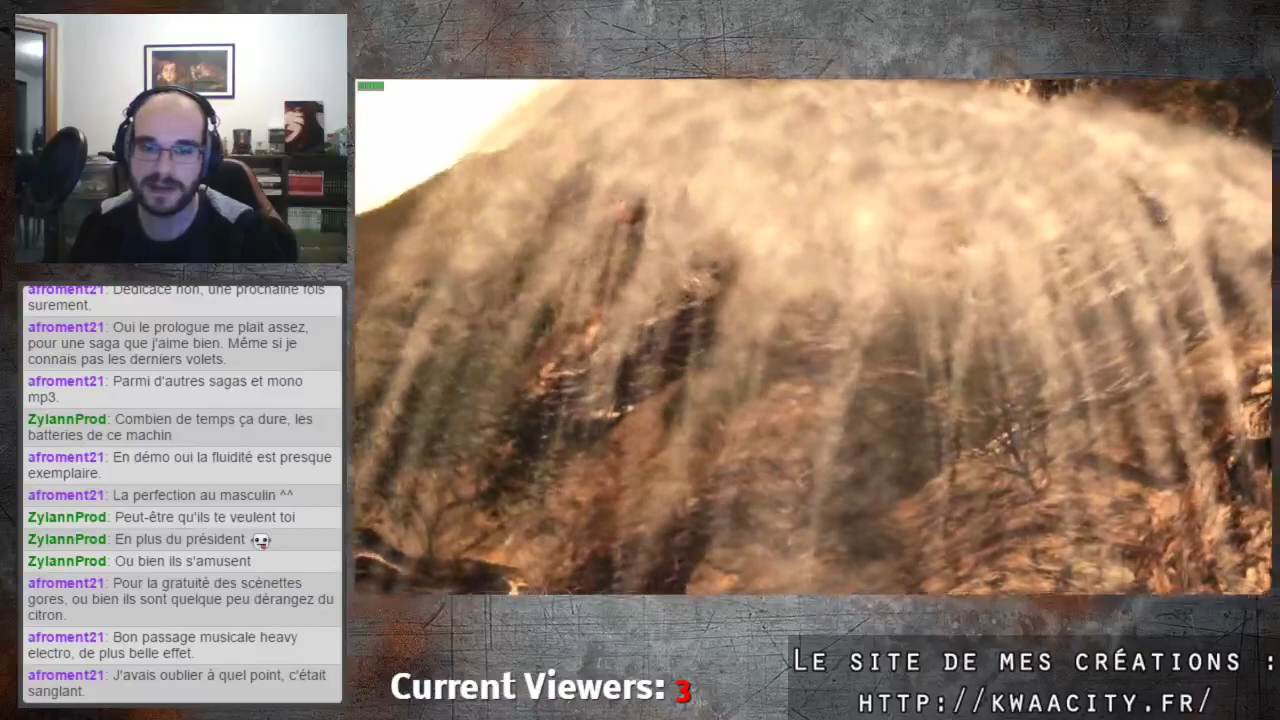 afroment21: Dedicace non, une prochaine fois
surement.
afroment21: Oui le prologue me plait assez,
pour une saga que j'aime bien. Même si je
connais pas les derniers volets.
afroment21: Parmi d'autres sagas et mono
mp3.
ZylannProd: Combien de temps ça dure, les
batteries de ce machin
afroment21: En démo oui la fluidité est presque
exemplaire.
afroment21: La perfection au masculin ^^
ZylannProd: Peut-être qu'ils te veulent toi
ZylannProd: En plus du président
ZylannProd: Ou bien ils s'amusent
afroment21: Pour la gratuité des scènettes
gores, ou bien ils sont quelque peu dérangez du
citron.
afroment21: Bon passage musicale heavy
electro, de plus belle effet.
afroment21: J'avais oublier à quel point, c'était
sanglant.
Current Viewers: 3
LE SITE DE MES CRÉATIONS :
HTTP://KWAACITY.FR/